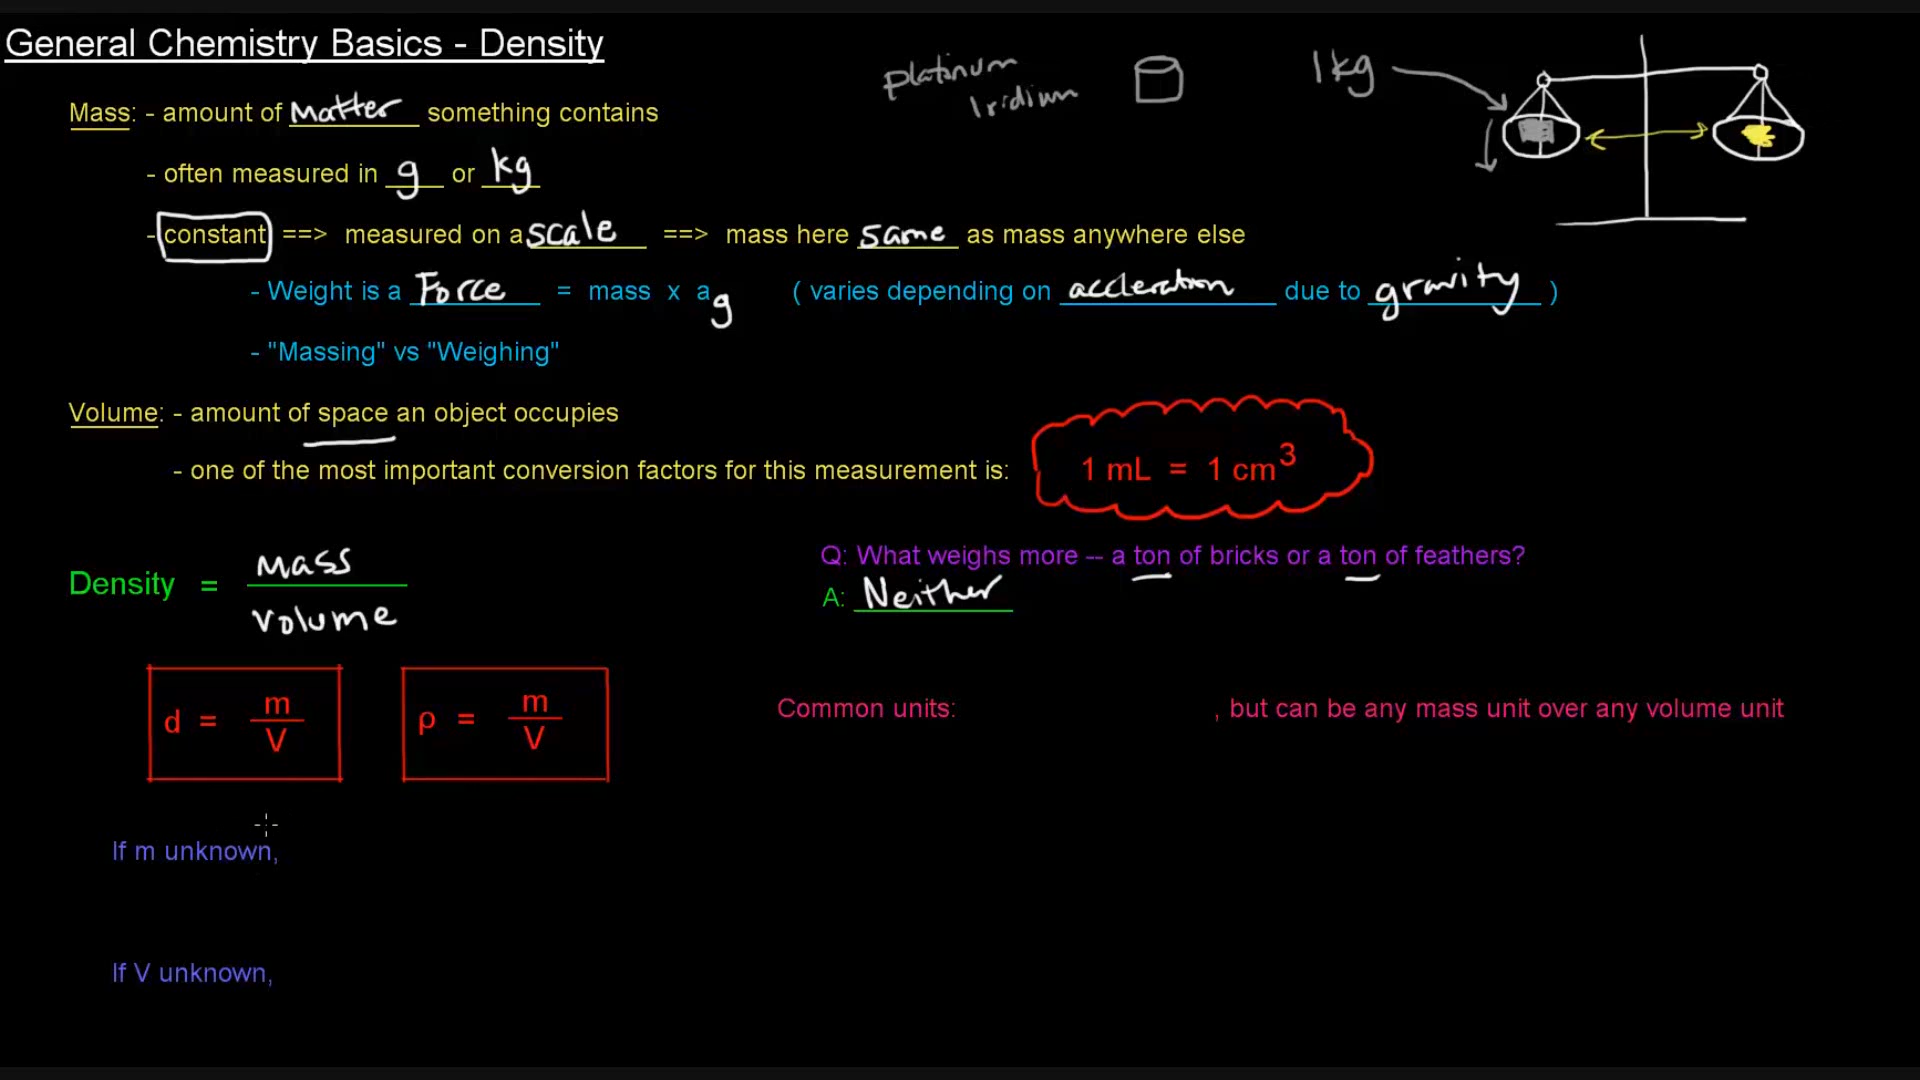 General Chemistry Basics - Density
platinum
Iridium
1kg
Mass: - amount of Matter something contains
- often measured in g or kg
- constant ==> measured on a scale ==> mass here same as mass anywhere else
- Weight is a Force = mass x a g ( varies depending on accleration due to gravity )
- "Massing" vs "Weighing"
Volume: - amount of space an object occupies
- one of the most important conversion factors for this measurement is: 1 mL = 1 cm³
Q: What weighs more -- a ton of bricks or a ton of feathers?
A: Neither
Density = mass
volume
d = m
V
ρ = m
V
Common units: , but can be any mass unit over any volume unit
If m unknown,
If V unknown,